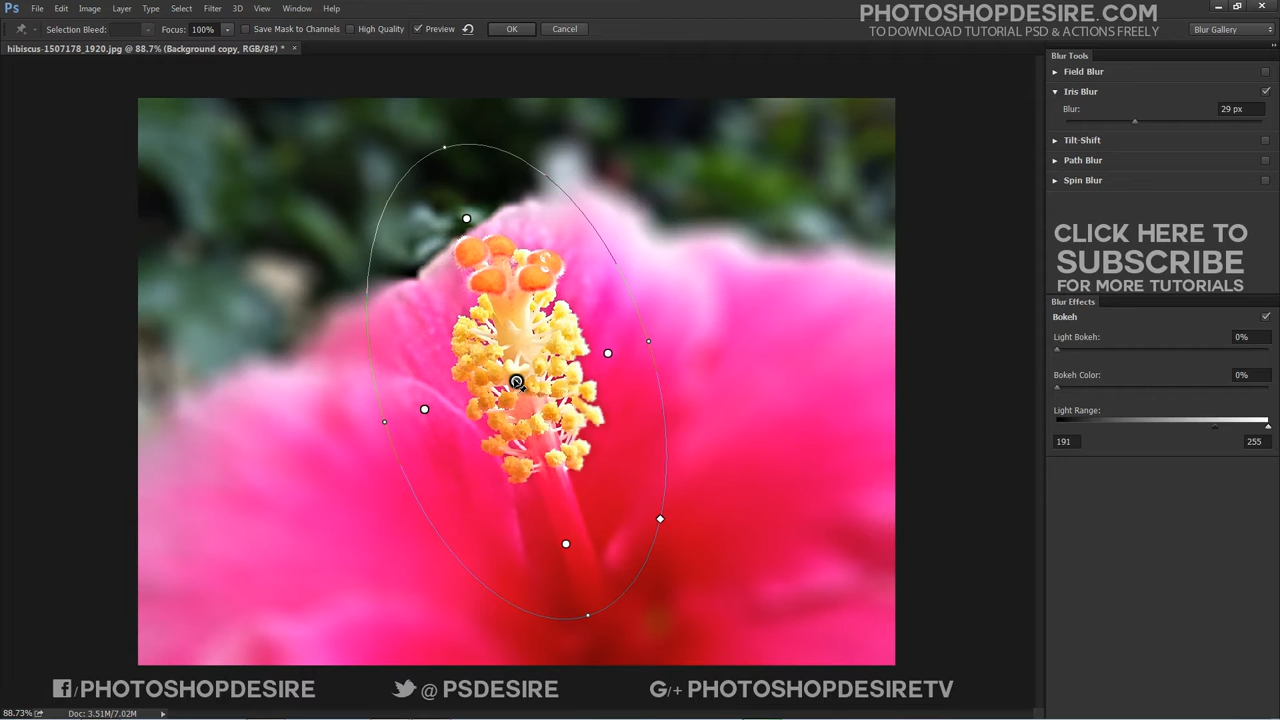 Ps File Edit Image Layer Type Select Filter 3D View Window Help
PHOTOSHOPDESIRE.COM
TO DOWNLOAD TUTORIAL PSD & ACTIONS FREELY
Selection Bleed: Focus: 100% Save Mask to Channels High Quality Preview OK Cancel Blur Gallery
hibiscus-1507178_1920.jpg @ 88.7% (Background copy, RGB/8#) * ×
Blur Tools
Field Blur
Iris Blur
Blur: 29 px
Tilt-Shift
Path Blur
Spin Blur
CLICK HERE TO
SUBSCRIBE
FOR MORE TUTORIALS
Blur Effects
Bokeh
Light Bokeh: 0%
Bokeh Color: 0%
Light Range:
191 255
f/PHOTOSHOPDESIRE @ PSDESIRE G+/+ PHOTOSHOPDESIRETV
88.73% Doc: 3.51M/7.02M